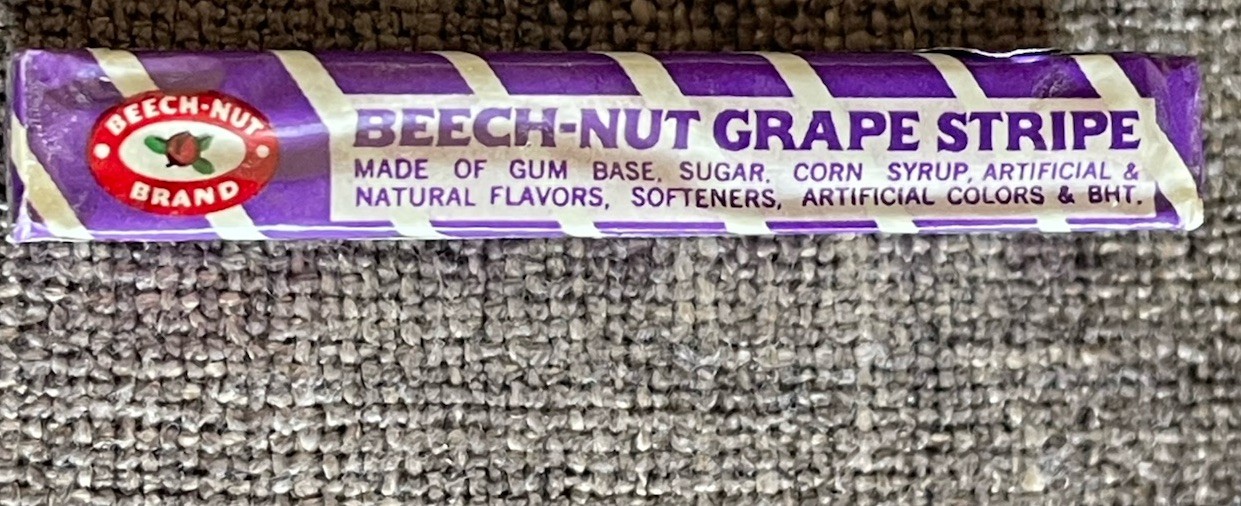 BEECH-NUT
BRAND
BEECH-NUT GRAPE STRIPE
MADE OF GUM BASE, SUGAR, CORN SYRUP, ARTIFICIAL &
NATURAL FLAVORS, SOFTENERS, ARTIFICIAL COLORS & BHT.